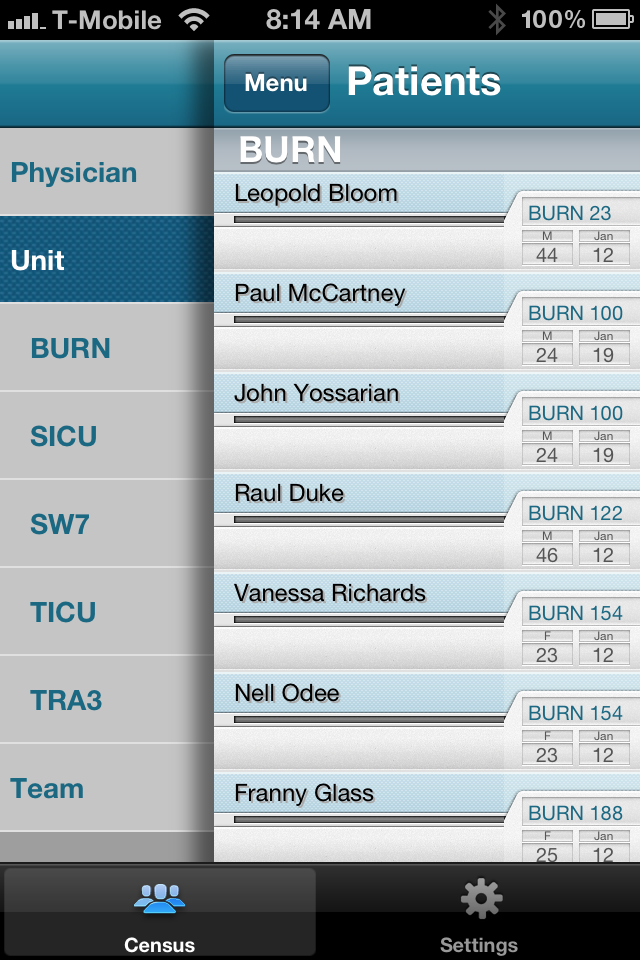 T-Mobile 8:14 AM 100%
Menu
Patients
Physician
Unit
BURN
SICU
SW7
TICU
TRA3
Team
BURN
Leopold Bloom
BURN 23
M Jan
44 12
Paul McCartney
BURN 100
M Jan
24 19
John Yossarian
BURN 100
M Jan
24 19
Raul Duke
BURN 122
M Jan
46 12
Vanessa Richards
BURN 154
F Jan
23 12
Nell Odee
BURN 154
F Jan
23 12
Franny Glass
BURN 188
F Jan
25 12
Census
Settings